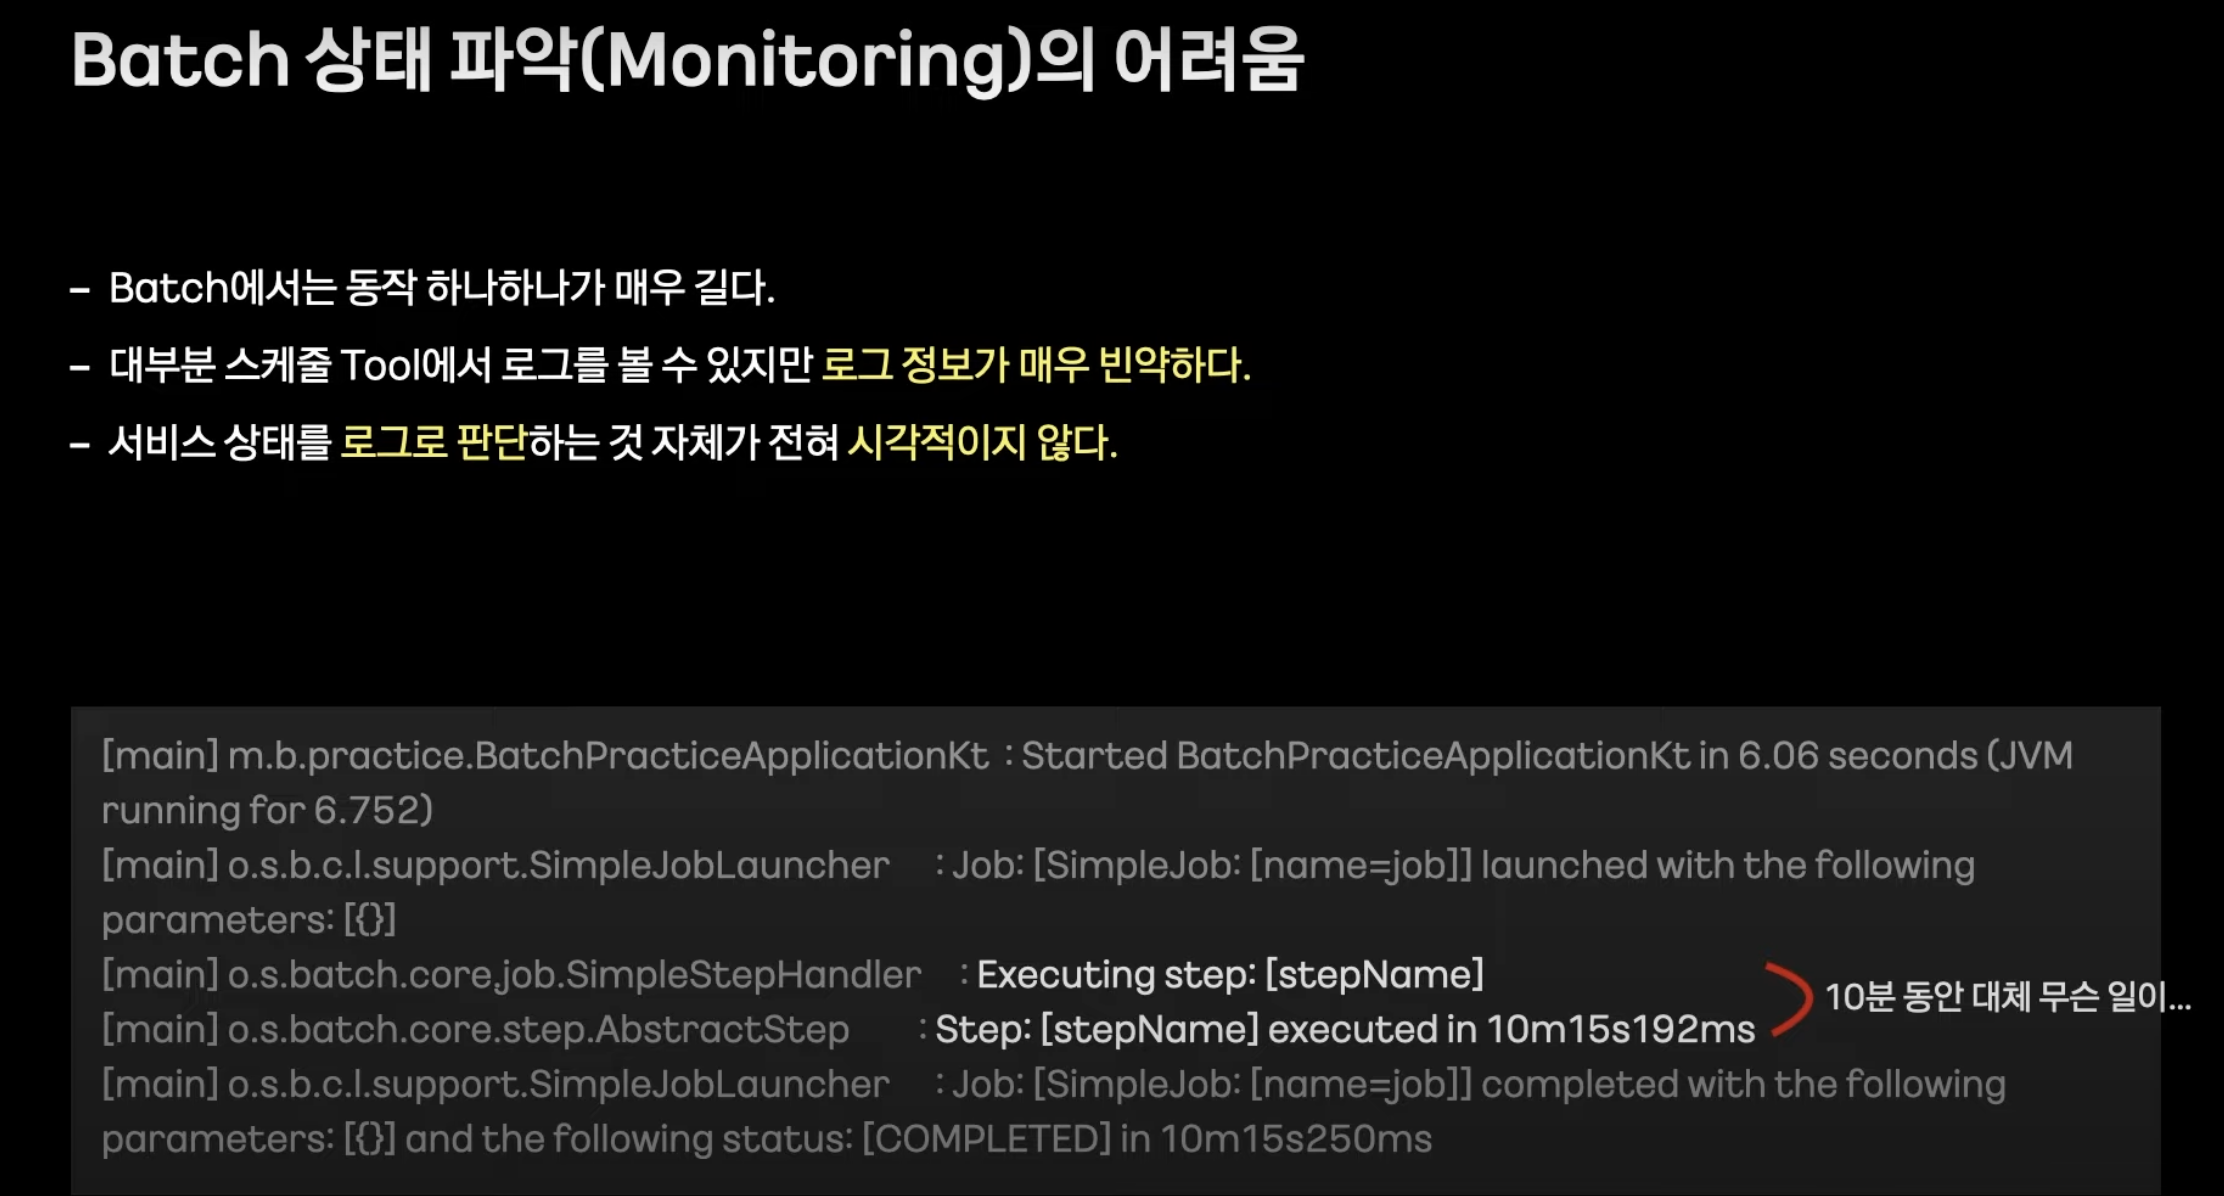 Batch 상태 파악(Monitoring)의 어려움
- Batch에서는 동작 하나하나가 매우 길다.
- 대부분 스케줄 Tool에서 로그를 볼 수 있지만 로그 정보가 매우 빈약하다.
- 서비스 상태를 로그로 판단하는 것 자체가 전혀 시각적이지 않다.
[main] m.b.practice.BatchPracticeApplicationKt : Started BatchPracticeApplicationKt in 6.06 seconds (JVM
running for 6.752)
[main] o.s.b.c.l.support.SimpleJobLauncher : Job: [SimpleJob: [name=job]] launched with the following
parameters: [{}]
[main] o.s.batch.core.job.SimpleStepHandler : Executing step: [stepName]
[main] o.s.batch.core.step.AbstractStep : Step: [stepName] executed in 10m15s192ms
10분 동안 대체 무슨 일이...
[main] o.s.b.c.l.support.SimpleJobLauncher : Job: [SimpleJob: [name=job]] completed with the following
parameters: [{}] and the following status: [COMPLETED] in 10m15s250ms